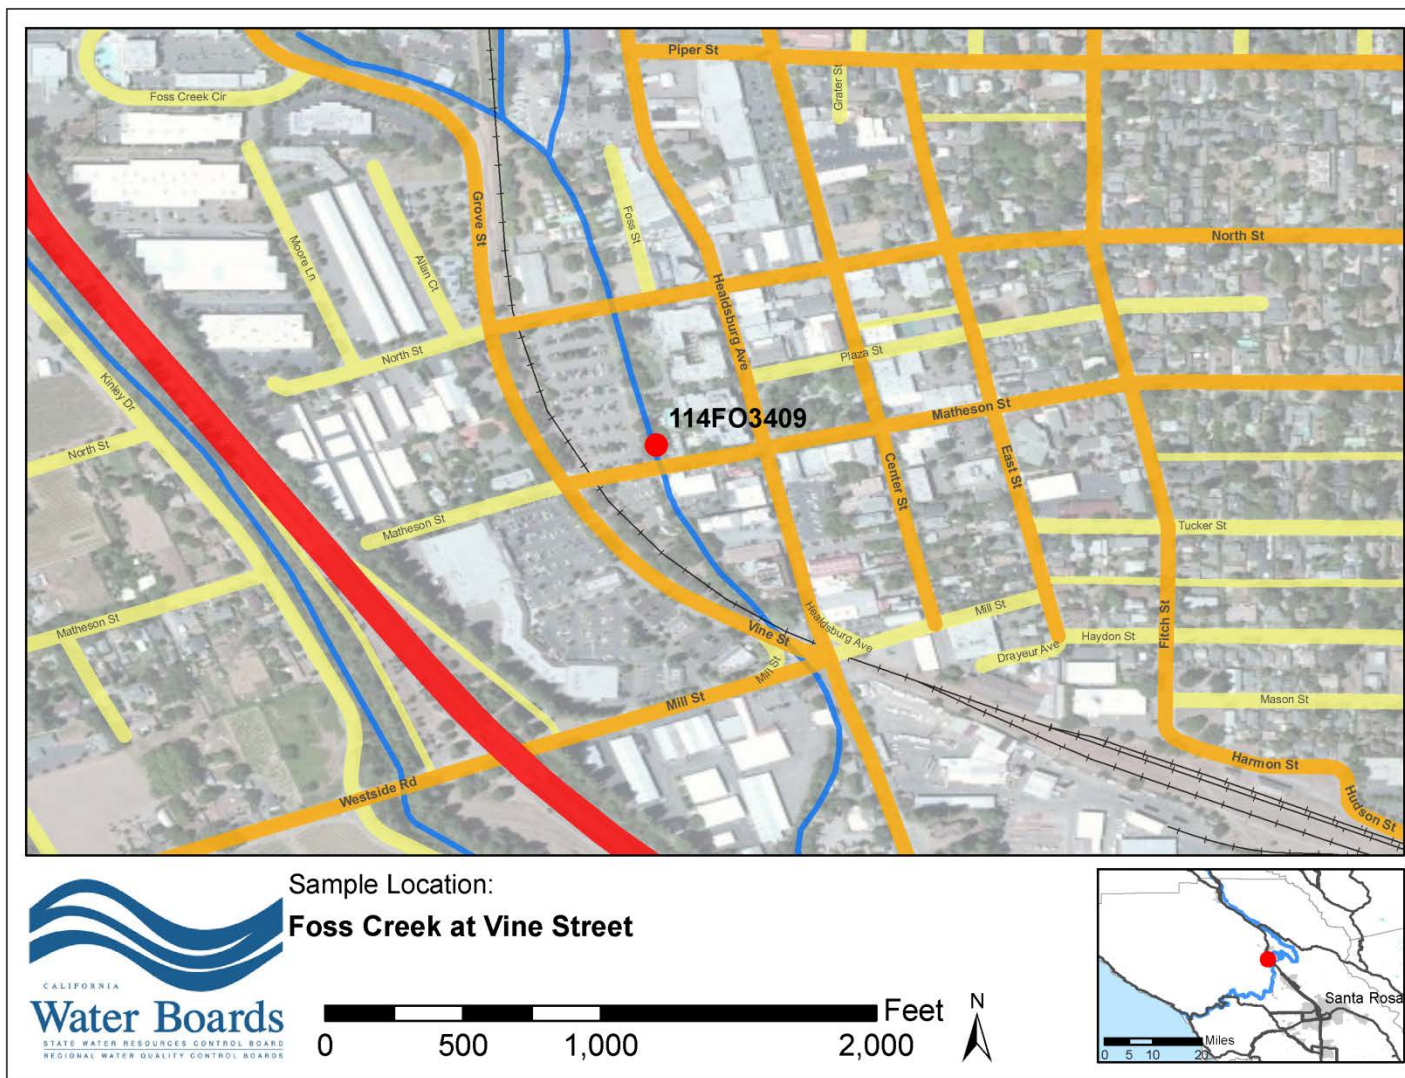 Piper St
Foss Creek Cir
Grater St
Grove St
Foss St
Moore Ln
Allan Ct
North St
Healdsburg Ave
North St
Plaza St
Kinley Dr
114FO3409
Matheson St
North St
Center St
East St
Matheson St
Tucker St
Matheson St
Mill St
Healdsburg Ave
Fitch St
Vine St
Haydon St
Drayeur Ave
Mill St
Mill St
Mason St
Westside Rd
Harmon St
Hudson St
Sample Location:
Foss Creek at Vine Street
CALIFORNIA
Water Boards
STATE WATER RESOURCES CONTROL BOARD
REGIONAL WATER QUALITY CONTROL BOARDS
Feet
0 500 1,000 2,000
N
Santa Rosa
Miles
0 5 10 20